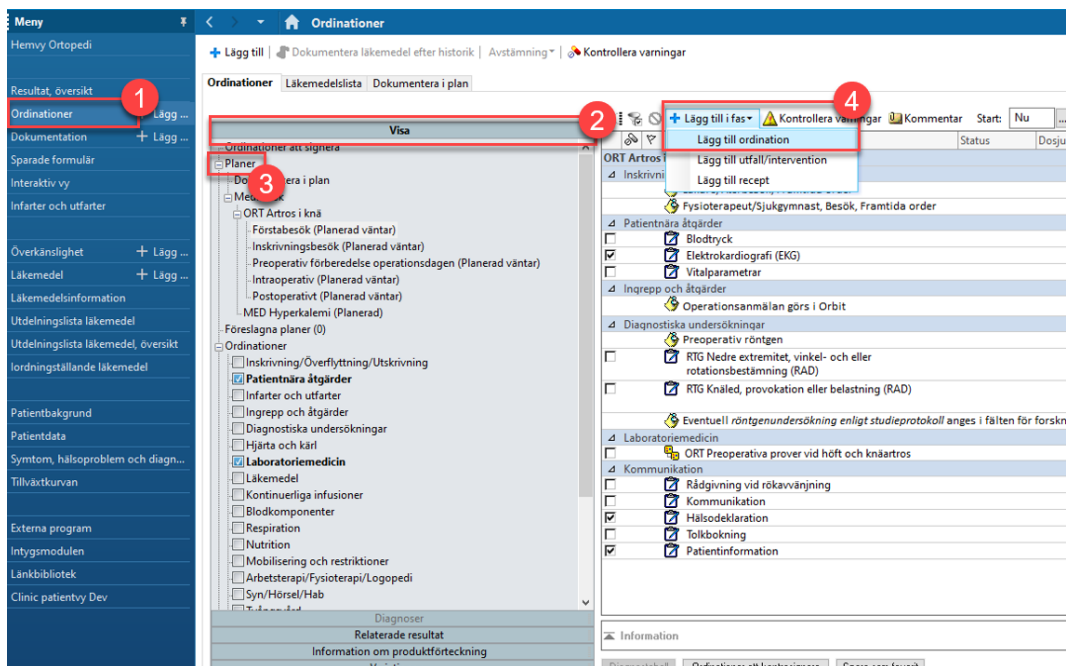 Meny
Ordinationer
Hemvy Ortopedi
Resultat, översikt
Ordinationer Lägg ...
Dokumentation + Lägg ...
Sparade formulär
Interaktiv vy
Infarter och utfarter
Överkänslighet + Lägg ...
Läkemedel + Lägg ...
Läkemedelsinformation
Utdelningslista läkemedel
Utdelningslista läkemedel, översikt
Iordningställande läkemedel
Patientbakgrund
Patientdata
Symtom, hälsoproblem och diagn...
Tillväxtkurvan
Externa program
Intygsmodulen
Länkbibliotek
Clinic patientvy Dev
+ Lägg till | Dokumentera läkemedel efter historik | Avstämning | Kontrollera varningar
Ordinationer Läkemedelslista Dokumentera i plan
1
2
3
4
Visa
Ordinationer att signera
Planer
i plan
ORT Artros i knä
Förstabesök (Planerad väntar)
Inskrivningsbesök (Planerad väntar)
Preoperativ förberedelse operationsdagen (Planerad väntar)
Intraoperativ (Planerad väntar)
Postoperativt (Planerad väntar)
MED Hyperkalemi (Planerad)
Föreslagna planer (0)
Ordinationer
Inskrivning/Överflyttning/Utskrivning
Patientnära åtgärder
Infarter och utfarter
Ingrepp och åtgärder
Diagnostiska undersökningar
Hjärta och kärl
Laboratoriemedicin
Läkemedel
Kontinuerliga infusioner
Blodkomponenter
Respiration
Nutrition
Mobilisering och restriktioner
Arbetsterapi/Fysioterapi/Logopedi
Syn/Hörsel/Hab
Diagnoser
Relaterade resultat
Information om produktförteckning
+ Lägg till i fas Kontrollera varningar Kommentar Start: Nu ...
Lägg till ordination
Lägg till utfall/intervention
Lägg till recept
Status Dosju
ORT Artros
Inskrivni
Fysioterapeut/Sjukgymnast, Besök, Framtida order
Patientnära åtgärder
Blodtryck
Elektrokardiografi (EKG)
Vitalparametrar
Ingrepp och åtgärder
Operationsanmälan görs i Orbit
Diagnostiska undersökningar
Preoperativ röntgen
RTG Nedre extremitet, vinkel- och eller
rotationsbestämning (RAD)
RTG Knäled, provokation eller belastning (RAD)
Eventuell röntgenundersökning enligt studieprotokoll anges i fälten för forskn
Laboratoriemedicin
ORT Preoperativa prover vid höft och knäartros
Kommunikation
Rådgivning vid rökavvänjning
Kommunikation
Hälsodeklaration
Tolkbokning
Patientinformation
Information